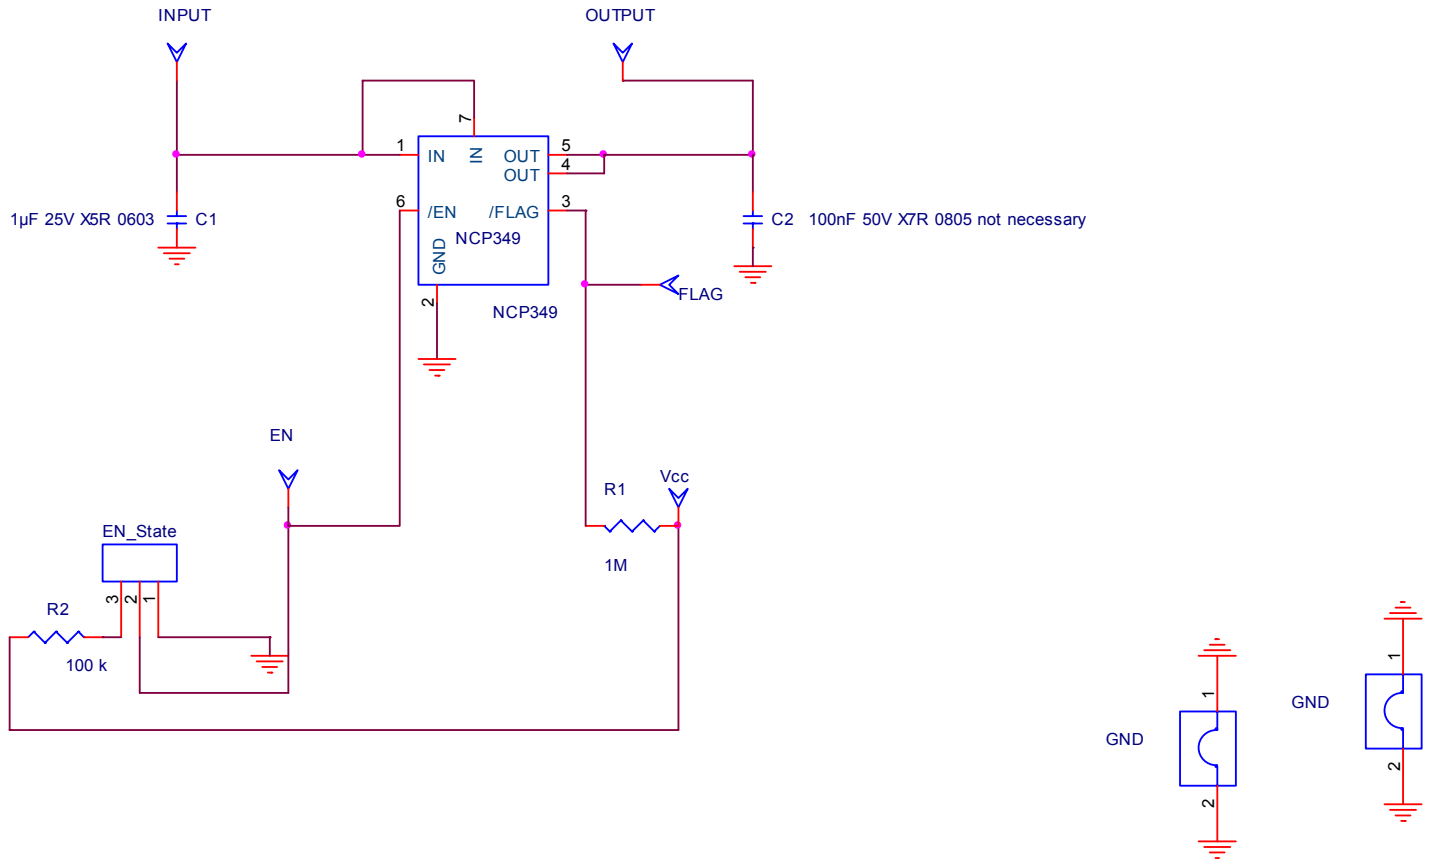 INPUT
OUTPUT
7
1
IN
IN
OUT
5
OUT
4
6
/EN
/FLAG
3
1µF 25V X5R 0603
C1
C2
100nF 50V X7R 0805 not necessary
NCP349
GND
2
FLAG
NCP349
EN
Vcc
R1
EN_State
1M
3
2
1
R2
100 k
1
GND
2
1
GND
2